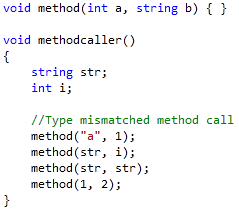 void method(int a, string b) { }
void methodcaller()
{
    string str;
    int i;
    //Type mismatched method call
    method("a", 1);
    method(str, i);
    method(str, str);
    method(1, 2);
}